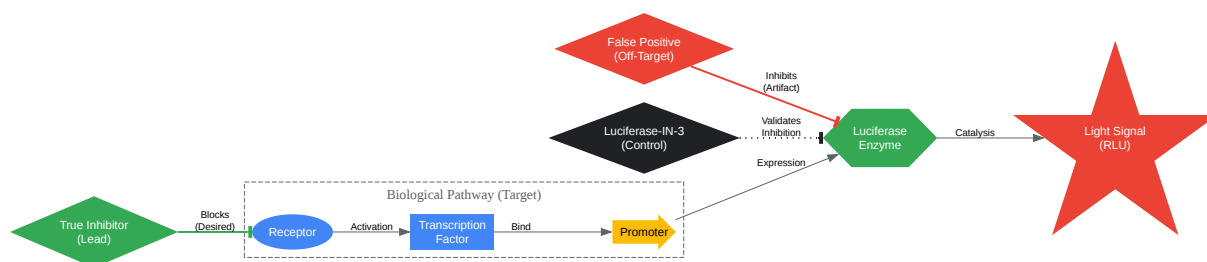 False Positive
(Off-Target)
Inhibits
(Artifact)
Luciferase-IN-3
(Control)
Validates
Inhibition
Luciferase
Enzyme
Catalysis
Light Signal
(RLU)
Expression
Biological Pathway (Target)
True Inhibitor
(Lead)
Blocks
(Desired)
Receptor
Activation
Transcription
Factor
Bind
Promoter